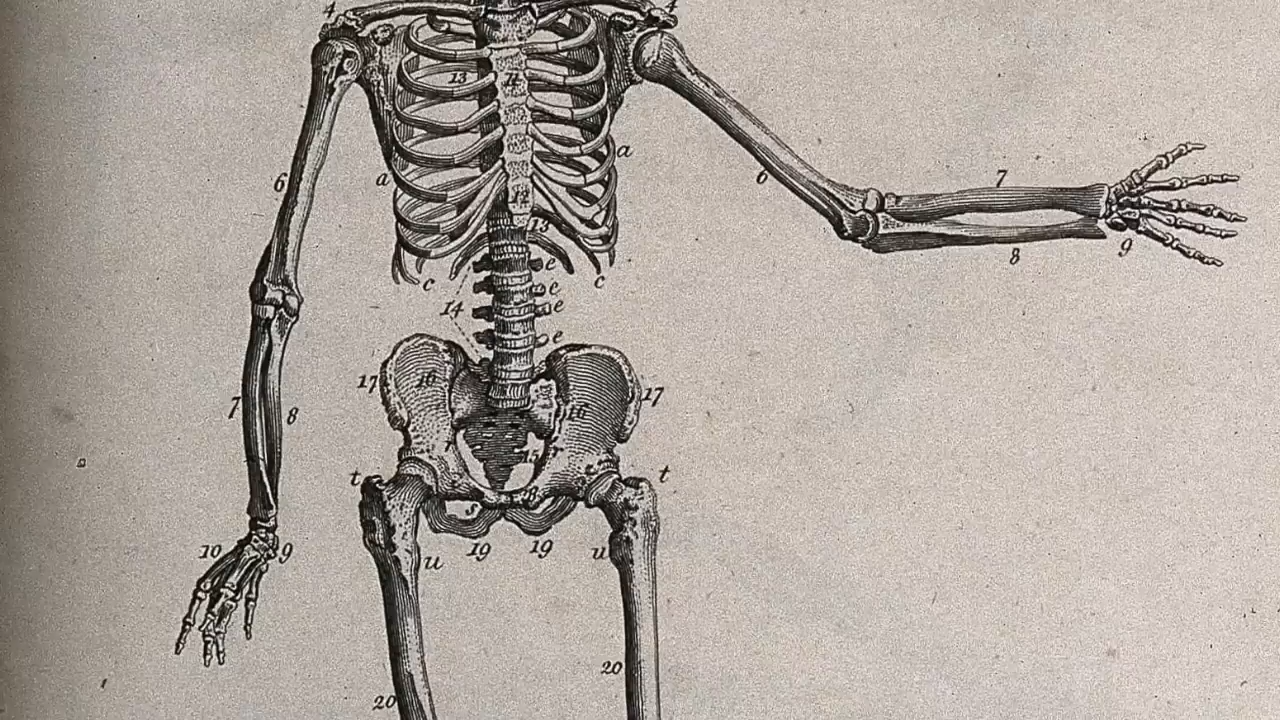 4 4
13 11
a a
6 6 7
12
13
9
8
c e c
e
14 e
e
17 16 17
16
7 8
r 15 r
t t
s 18
10 9 19 19 u
u
20
20